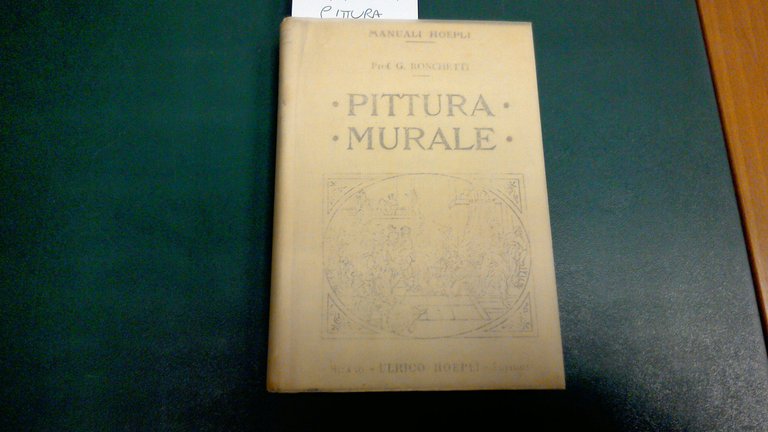 PITTURA
MANUALI HOEPLI
Prof. G. RONCHETTI
· PITTURA ·
· MURALE ·
ULRICO HOEPLI